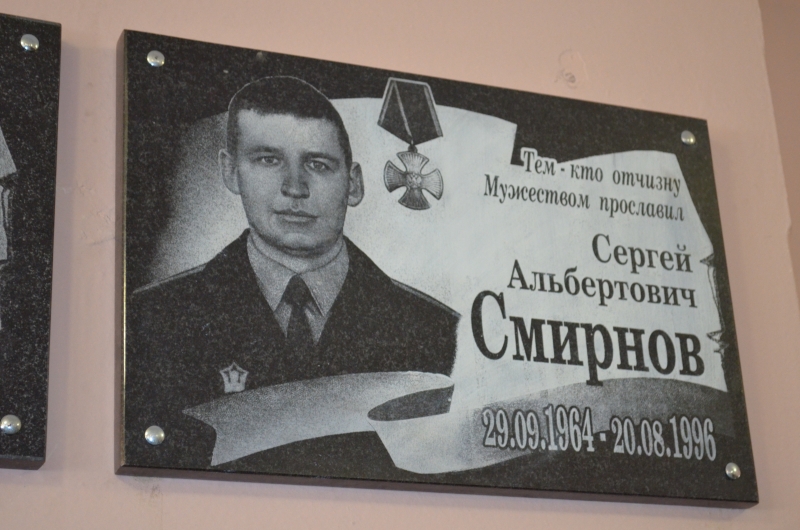 Тем - кто отчизну
Мужеством прославил
Сергей
Альбертович
Смирнов
29.09.1964 - 20.08.1996